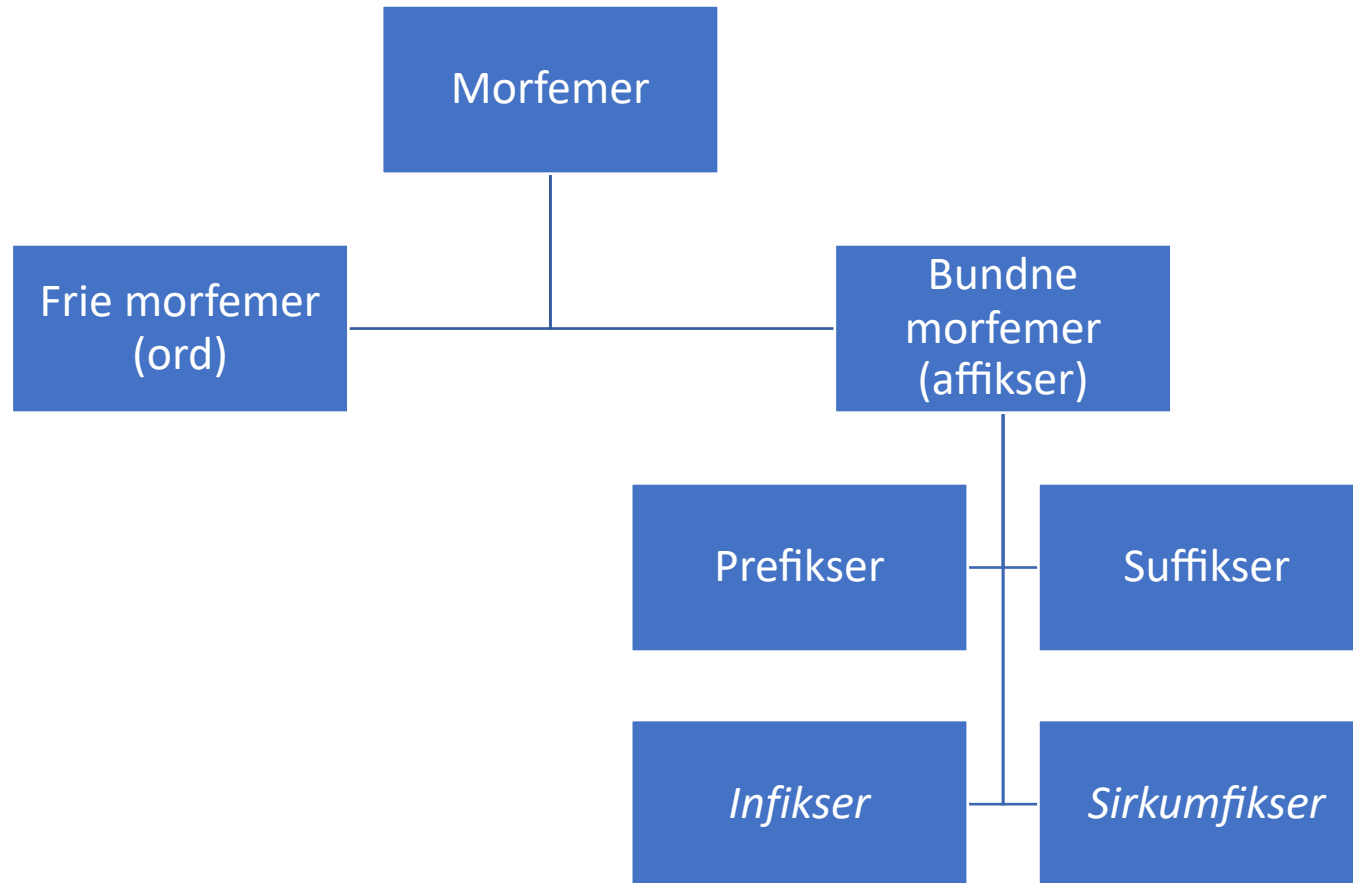 Morfemer
Frie morfemer
(ord)
Bundne
morfemer
(affikser)
Prefikser
Suffikser
Infikser
Sirkumfikser